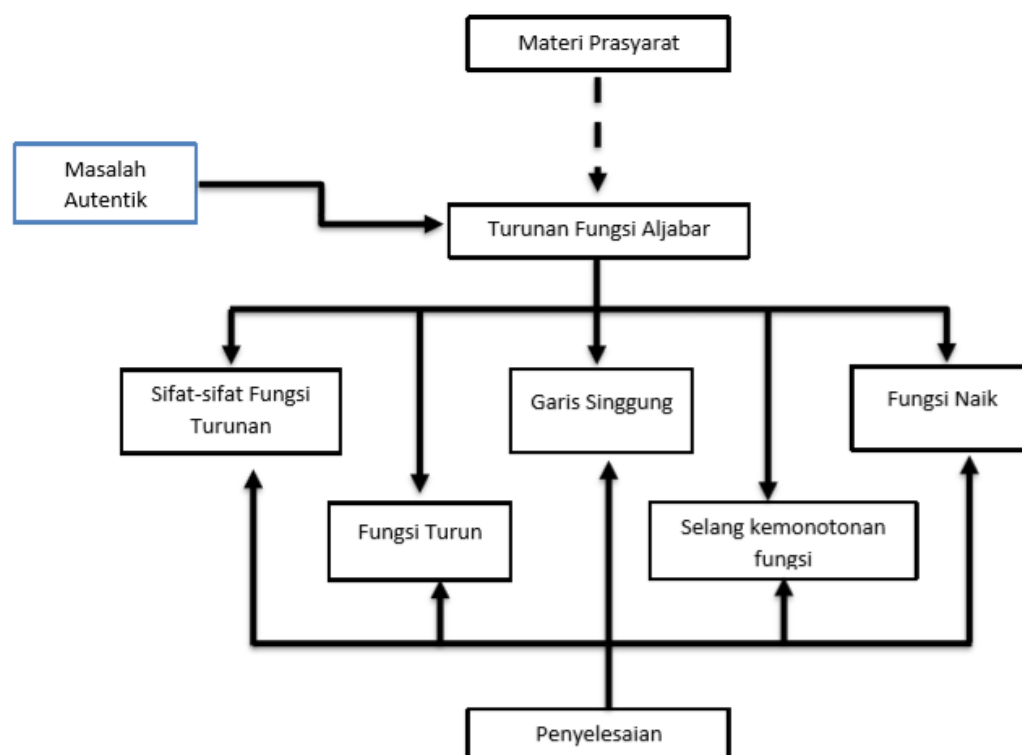 Materi Prasyarat
Masalah
Autentik
Turunan Fungsi Aljabar
Sifat-sifat Fungsi
Turunan
Garis Singgung
Fungsi Naik
Fungsi Turun
Selang kemonotonan
fungsi
Penyelesaian